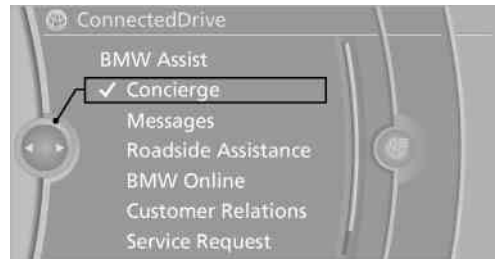 ConnectedDrive
BMW Assist
Concierge
Messages
Roadside Assistance
BMW Online
Customer Relations
Service Request